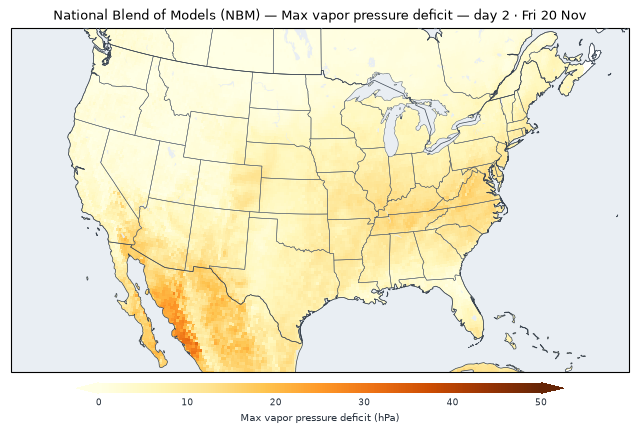 National Blend of Models (NBM) — Max vapor pressure deficit — day 2 · Fri 20 Nov
0 10 20 30 40 50
Max vapor pressure deficit (hPa)